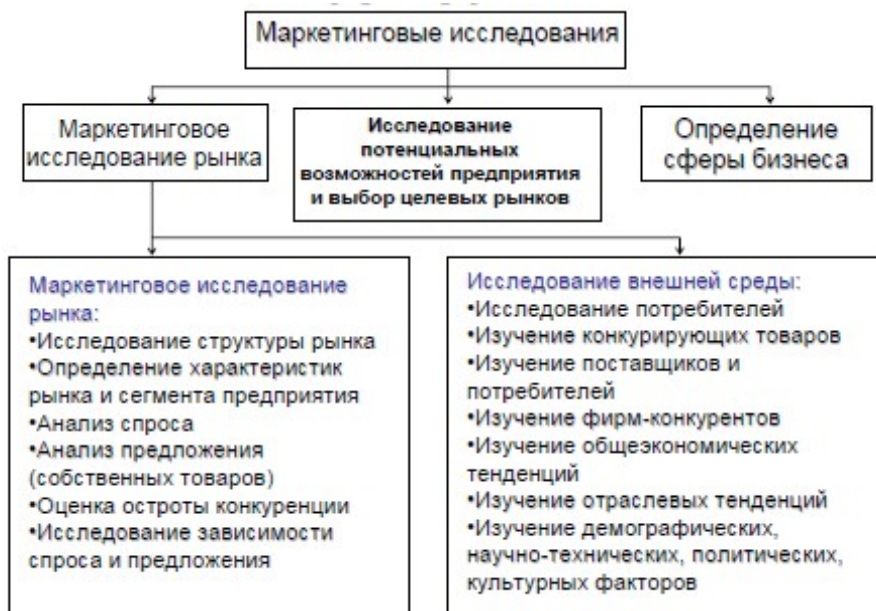 Маркетинговые исследования
Маркетинговое
исследование рынка
Исследование
потенциальных
возможностей предприятия
и выбор целевых рынков
Определение
сферы бизнеса
Маркетинговое исследование
рынка:
•Исследование структуры рынка
•Определение характеристик
рынка и сегмента предприятия
•Анализ спроса
•Анализ предложения
(собственных товаров)
•Оценка остроты конкуренции
•Исследование зависимости
спроса и предложения
Исследование внешней среды:
•Исследование потребителей
•Изучение конкурирующих товаров
•Изучение поставщиков и
потребителей
•Изучение фирм-конкурентов
•Изучение общеэкономических
тенденций
•Изучение отраслевых тенденций
•Изучение демографических,
научно-технических, политических,
культурных факторов